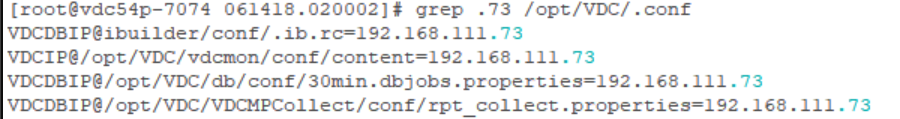 [root@vdc54p-7074 061418.020002]# grep .73 /opt/VDC/.conf
VDCDBIP@ibuilder/conf/.ib.rc=192.168.111.73
VDCIP@/opt/VDC/vdcmon/conf/content=192.168.111.73
VDCDBIP@/opt/VDC/db/conf/30min.dbjobs.properties=192.168.111.73
VDCDBIP@/opt/VDC/VDCMPCollect/conf/rpt_collect.properties=192.168.111.73